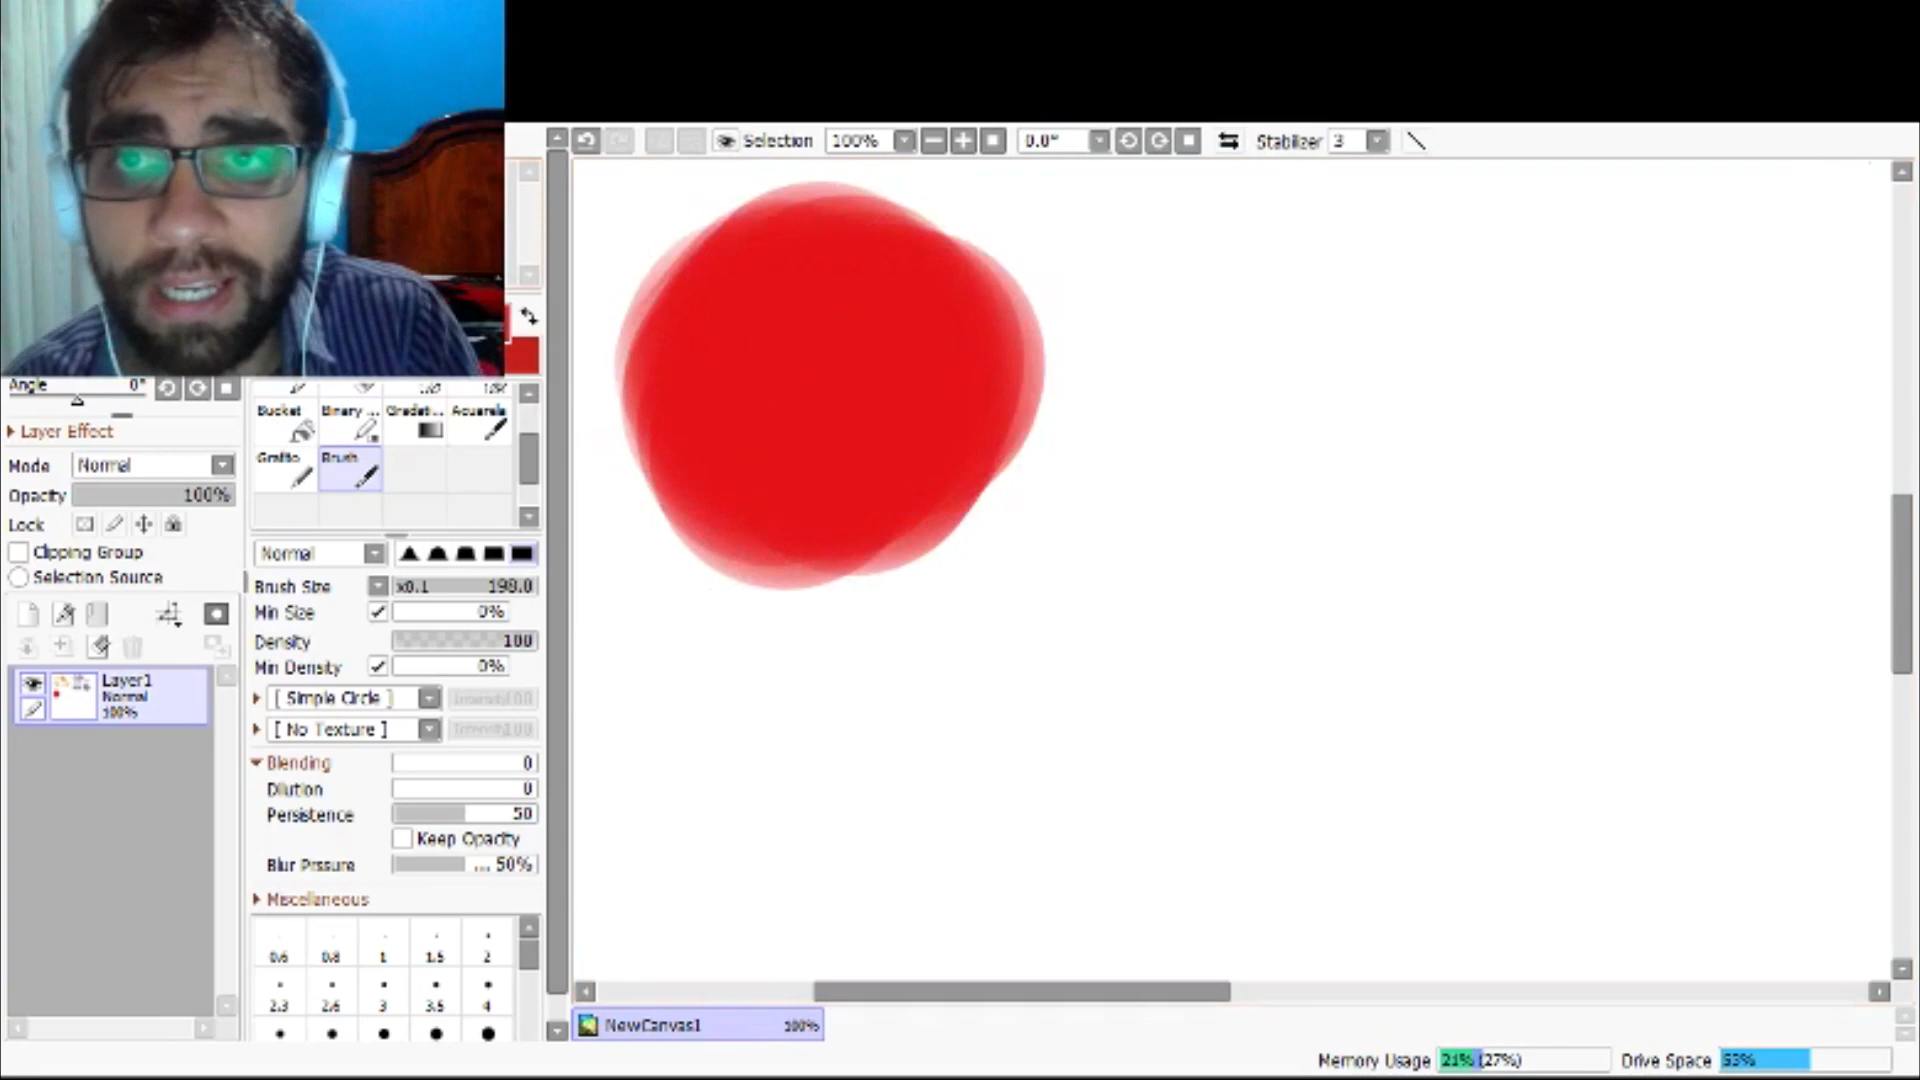 Selection 100% 0.0° Stabilizer 3
Angle 0°
Layer Effect
Mode Normal
Opacity 100%
Lock
Clipping Group
Selection Source
Layer1
Normal
100%
Bucket Binary ... Gradat... Acuarela
Grafito Brush
Normal
Brush Size x0.1 198.0
Min Size 0%
Density 100
Min Density 0%
[ Simple Circle ]
[ No Texture ]
Blending 0
Dilution 0
Persistence 50
Keep Opacity
Blur Prssure ... 50%
Miscellaneous
0.6 0.8 1 1.5 2
2.3 2.6 3 3.5 4
NewCanvas1 100%
Memory Usage 21% (27%) Drive Space 53%